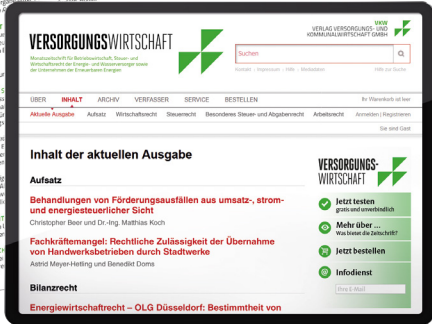 VKW
VERLAG VERSORGUNGS- UND
KOMMUNALWIRTSCHAFT GMBH
VERSORGUNGSWIRTSCHAFT
Monatszeitschrift für Betriebswirtschaft, Steuer- und
Wirtschaftsrecht der Energie- und Wasserversorger sowie
der Unternehmen der Erneuerbaren Energien
Suchen
Kontakt · Impressum · Hilfe · Mediadaten
Hilfe zur Suche
ÜBER INHALT ARCHIV VERFASSER SERVICE BESTELLEN
Ihr Warenkorb ist leer
Aktuelle Ausgabe Aufsatz Wirtschaftsrecht Steuerrecht Besonderes Steuer- und Abgabenrecht Arbeitsrecht Anmelden | Registrieren
Sie sind Gast
Inhalt der aktuellen Ausgabe
Aufsatz
Behandlungen von Förderungsausfällen aus umsatz-, strom-
und energiesteuerlicher Sicht
Christopher Beer und Dr.-Ing. Matthias Koch
Fachkräftemangel: Rechtliche Zulässigkeit der Übernahme
von Handwerksbetrieben durch Stadtwerke
Astrid Meyer-Hetling und Benedikt Doms
Bilanzrecht
Energiewirtschaftsrecht – OLG Düsseldorf: Bestimmtheit von
VERSORGUNGS-
WIRTSCHAFT
Jetzt testen
gratis und unverbindlich
Mehr über ...
Was bietet die Zeitschrift?
Jetzt bestellen
Infodienst
Ihre E-Mail